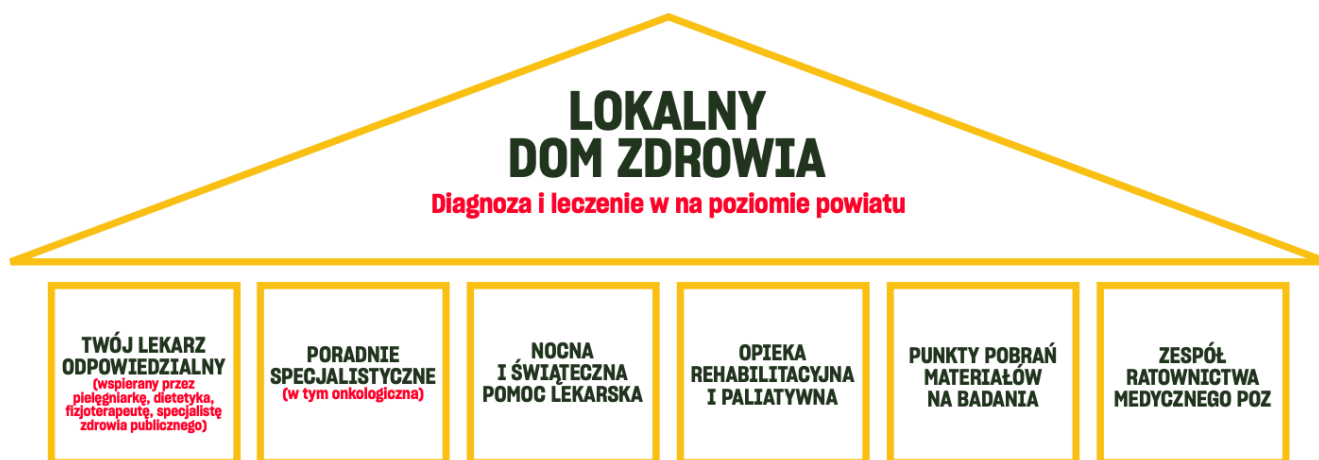 LOKALNY
DOM ZDROWIA
Diagnoza i leczenie w na poziomie powiatu
TWÓJ LEKARZ
ODPOWIEDZIALNY
(wspierany przez
pielęgniarkę, dietetyka,
fizjoterapeutę, specjalistę
zdrowia publicznego)
PORADNIE
SPECJALISTYCZNE
(w tym onkologiczna)
NOCNA
I ŚWIĄTECZNA
POMOC LEKARSKA
OPIEKA
REHABILITACYJNA
I PALIATYWNA
PUNKTY POBRAŃ
MATERIAŁÓW
NA BADANIA
ZESPÓŁ
RATOWNICTWA
MEDYCZNEGO POZ